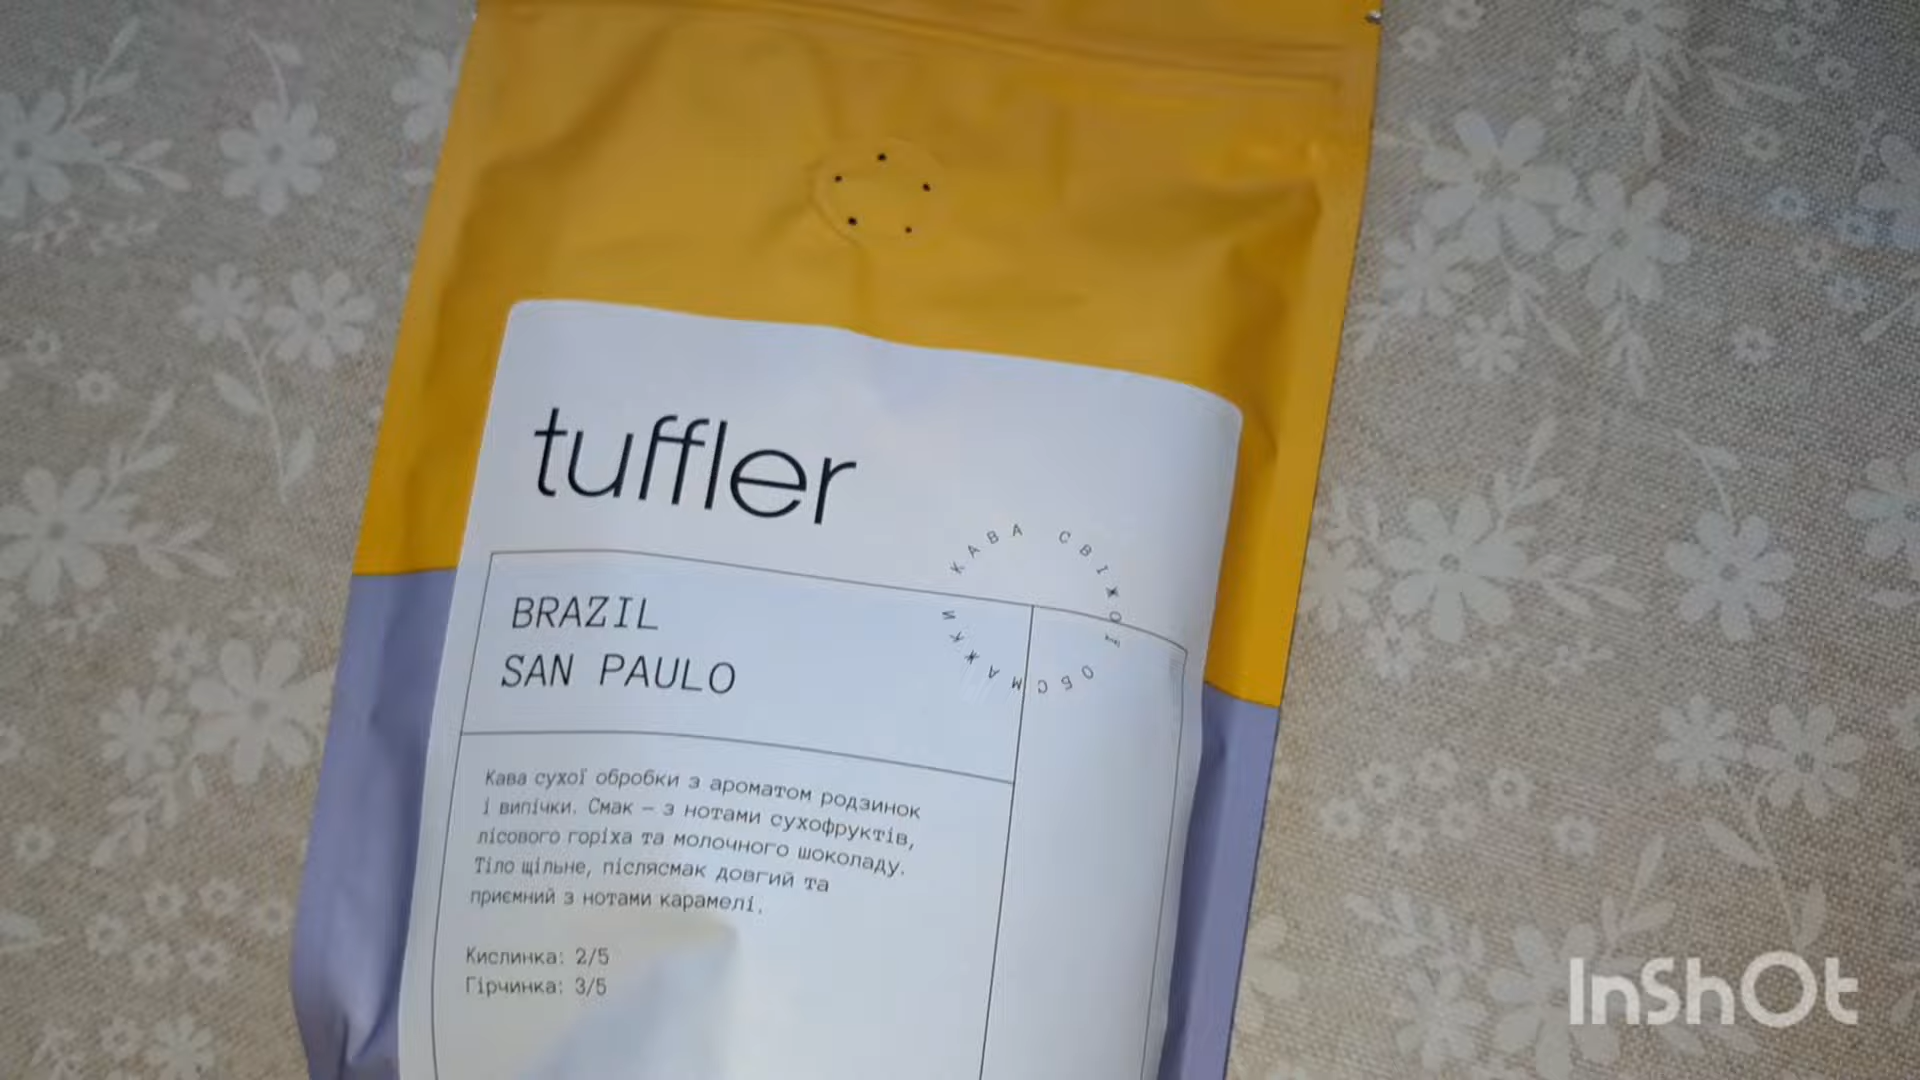 tuffler
КАВА СВІЖОЇ ОБСМАЖКИ
BRAZIL
SAN PAULO
Кава сухої обробки з ароматом родзинок
і випічки. Смак — з нотами сухофруктів,
лісового горіха та молочного шоколаду.
Тіло щільне, післясмак довгий та
приємний з нотами карамелі.
Кислинка: 2/5
Гірчинка: 3/5
InShOt